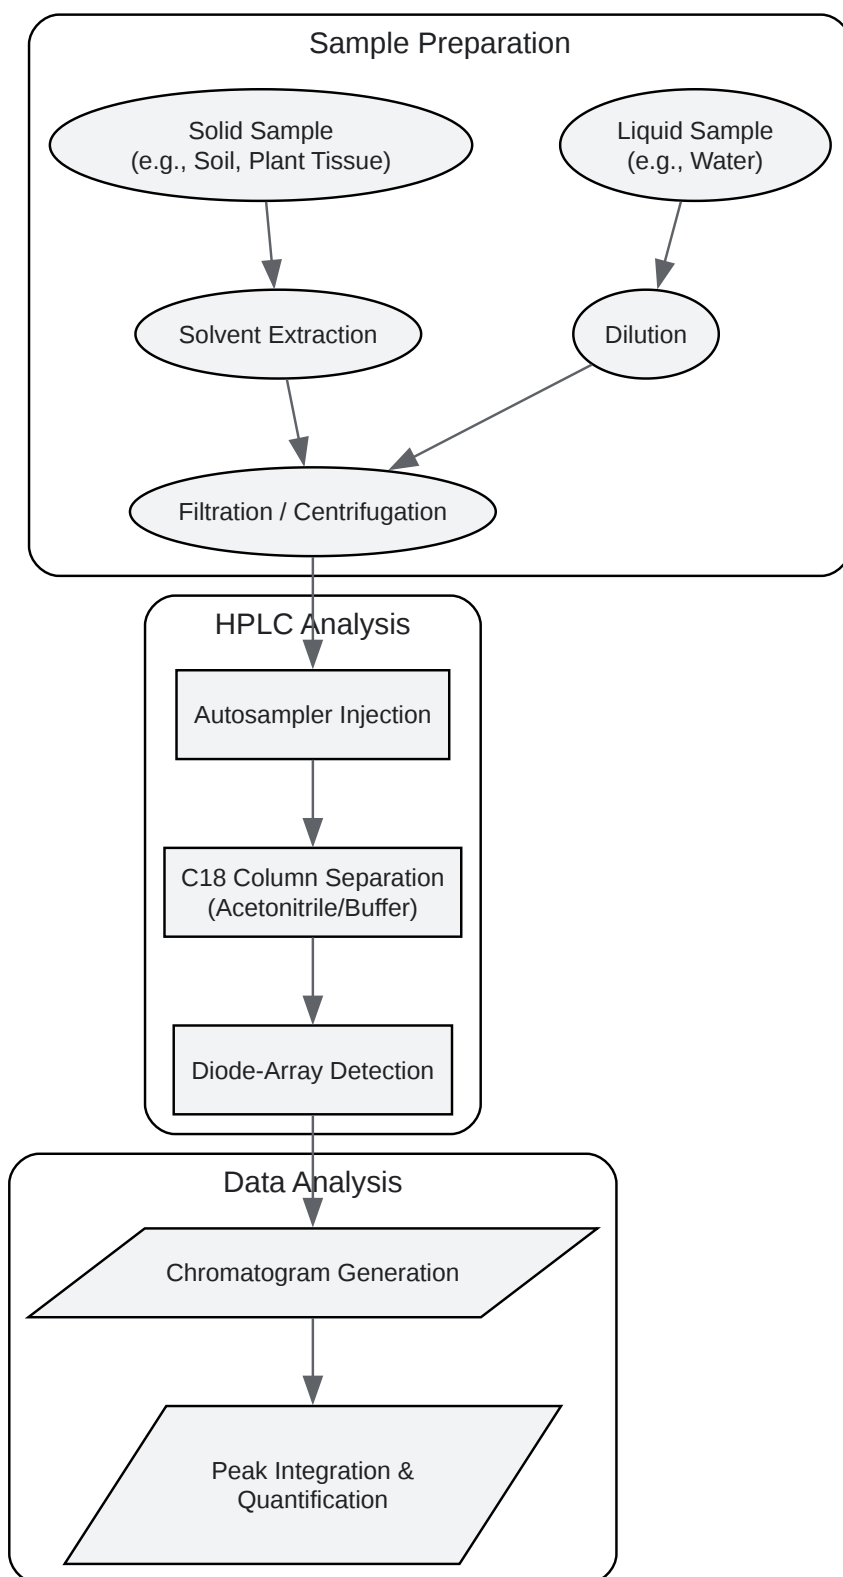 Sample Preparation
Solid Sample
(e.g., Soil, Plant Tissue)
Liquid Sample
(e.g., Water)
Solvent Extraction
Dilution
Filtration / Centrifugation
HPLC Analysis
Autosampler Injection
C18 Column Separation
(Acetonitrile/Buffer)
Diode-Array Detection
Data Analysis
Chromatogram Generation
Peak Integration &
Quantification